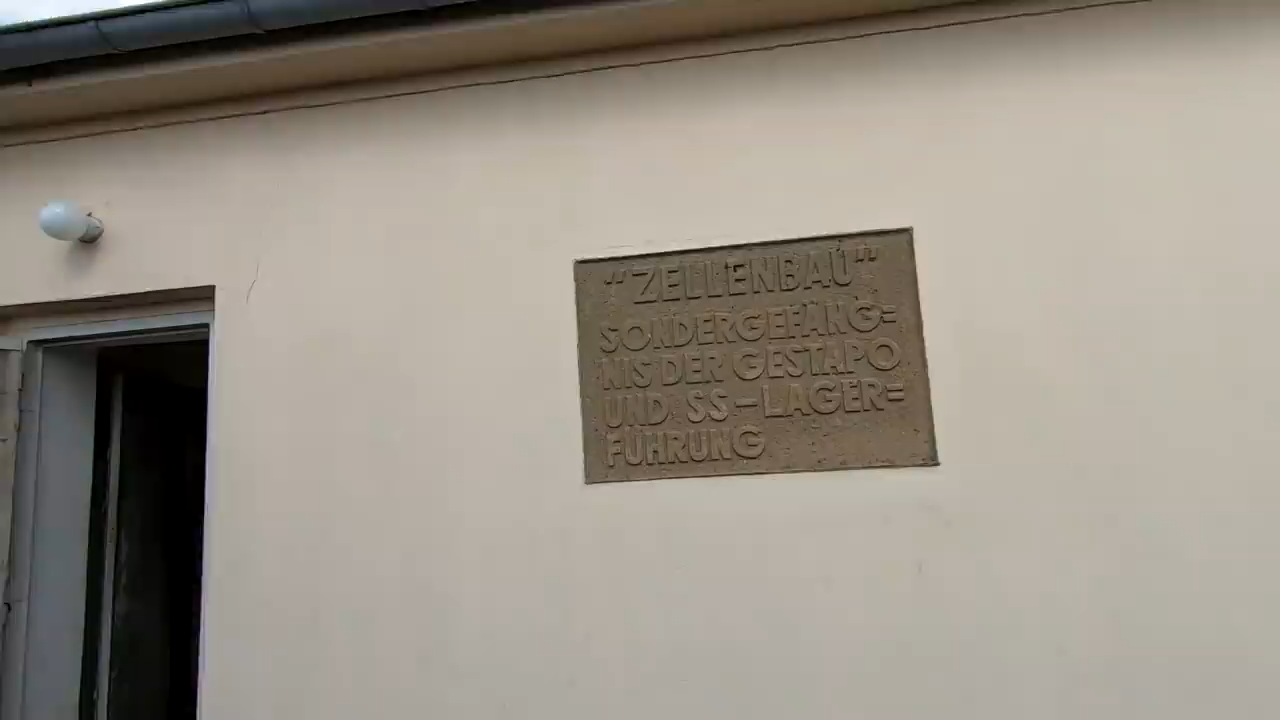 "ZELLENBAU"
SONDERGEFÄNG=
NIS DER GESTAPO
UND SS-LAGER=
FÜHRUNG